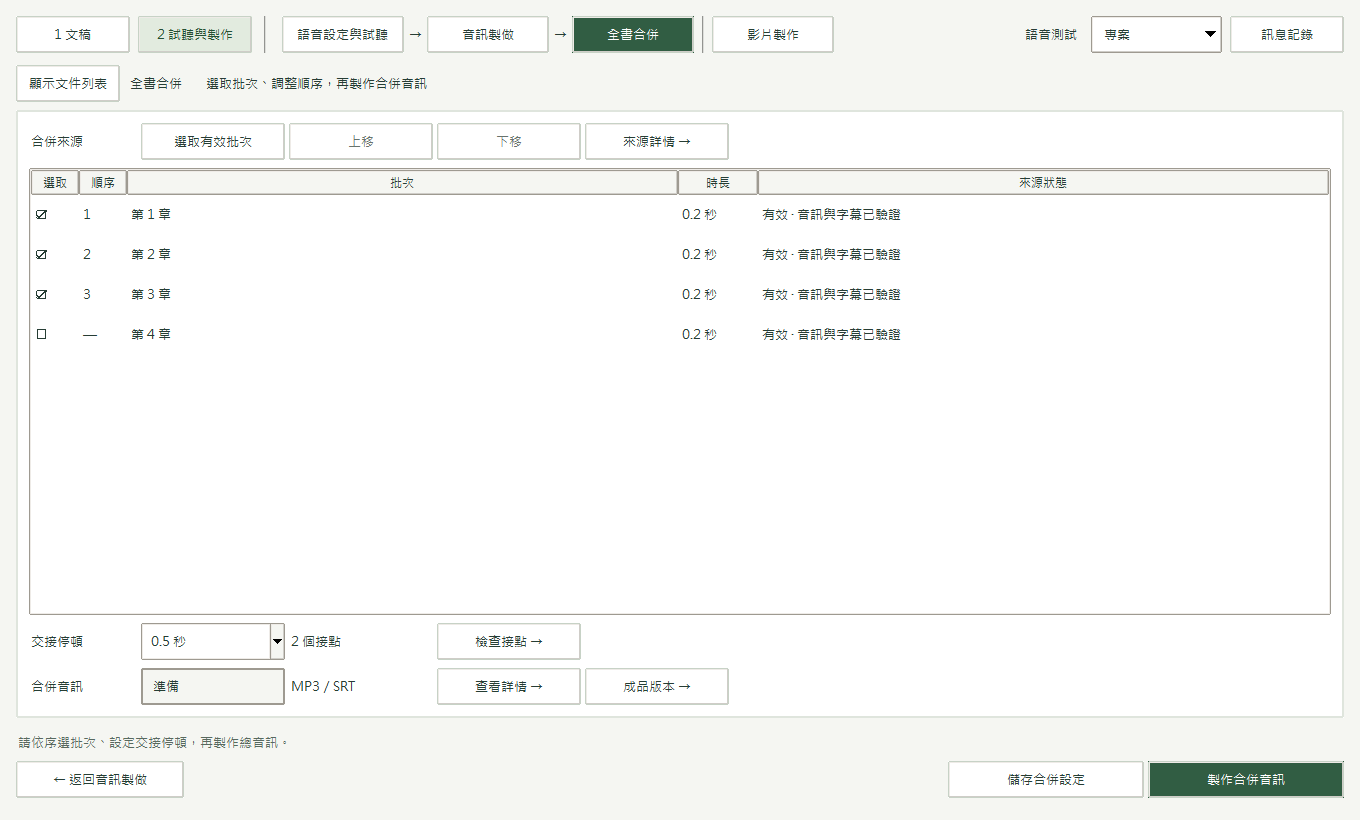 1 文稿 2 試聽與製作 語音設定與試聽 → 音訊製做 → 全書合併 影片製作 語音測試 專案 訊息記錄
顯示文件列表 全書合併 選取批次、調整順序，再製作合併音訊
合併來源 選取有效批次 上移 下移 來源詳情 →
選取 順序 批次 時長 來源狀態
1 第 1 章 0.2 秒 有效 · 音訊與字幕已驗證
2 第 2 章 0.2 秒 有效 · 音訊與字幕已驗證
3 第 3 章 0.2 秒 有效 · 音訊與字幕已驗證
— 第 4 章 0.2 秒 有效 · 音訊與字幕已驗證
交接停頓 0.5 秒 2 個接點 檢查接點 →
合併音訊 準備 MP3 / SRT 查看詳情 → 成品版本 →
請依序選批次、設定交接停頓，再製作總音訊。
← 返回音訊製做 儲存合併設定 製作合併音訊